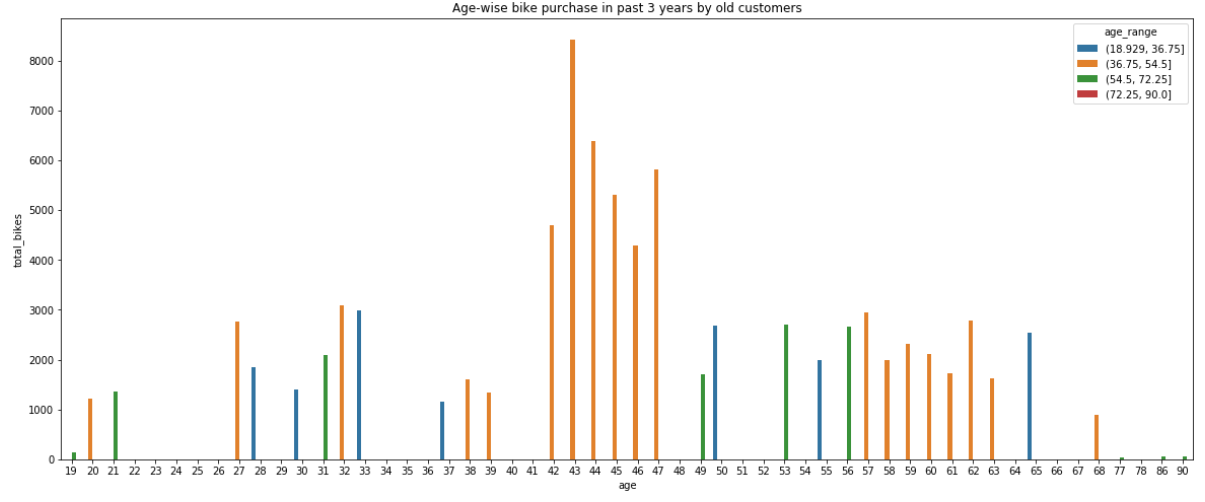 Age-wise bike purchase in past 3 years by old customers
age_range
(18.929, 36.75]
(36.75, 54.5]
(54.5, 72.25]
(72.25, 90.0]
total_bikes
8000
7000
6000
5000
4000
3000
2000
1000
0
19 20 21 22 23 24 25 26 27 28 29 30 31 32 33 34 35 36 37 38 39 40 41 42 43 44 45 46 47 48 49 50 51 52 53 54 55 56 57 58 59 60 61 62 63 64 65 66 67 68 77 78 86 90
age